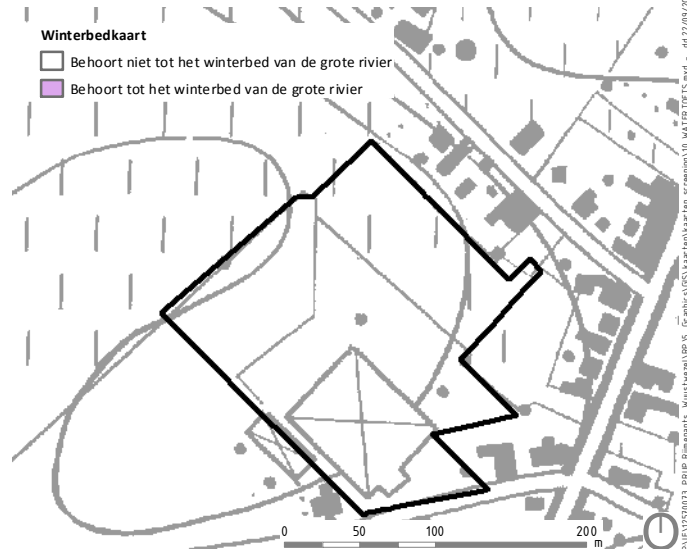 Winterbedkaart
Behoort niet tot het winterbed van de grote rivier
Behoort tot het winterbed van de grote rivier
0 50 100 200
m